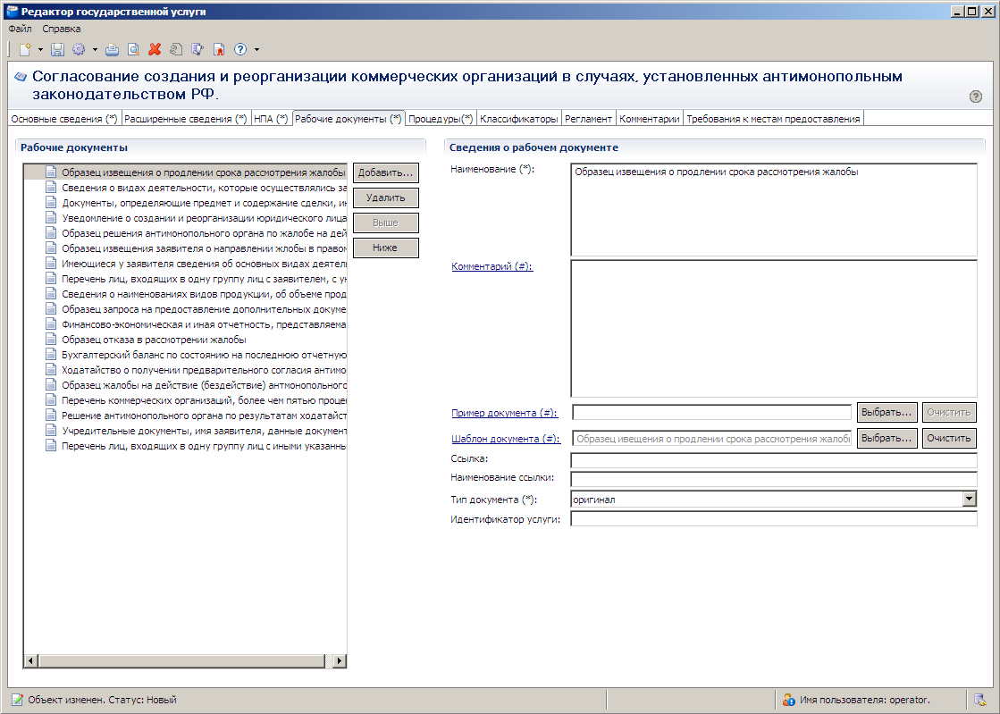 Редактор государственной услуги
Файл Справка
Согласование создания и реорганизации коммерческих организаций в случаях, установленных антимонопольным
законодательством РФ.
Основные сведения (*) Расширенные сведения (*) НПА (*) Рабочие документы (*) Процедуры(*) Классификаторы Регламент Комментарии Требования к местам предоставления
Рабочие документы
Образец извещения о продлении срока рассмотрения жалобы
Сведения о видах деятельности, которые осуществлялись за
Документы, определяющие предмет и содержание сделки, ин
Уведомление о создании и реорганизации юридического лица
Образец решения антимонопольного органа по жалобе на дей
Образец извещения заявителя о направлении жлобы в правом
Имеющиеся у заявителя сведения об основных видах деятел
Перечень лиц, входящих в одну группу лиц с заявителем, с ук
Сведения о наименованиях видов продукции, об объеме прод
Образец запроса на предоставление дополнительных докуме
Финансово-экономическая и иная отчетность, представляема
Образец отказа в рассмотрении жалобы
Бухгалтерский баланс по состоянию на последнюю отчетную
Ходатайство о получении предварительного согласия антимо
Образец жалобы на действие (бездействие) антмонопольного
Перечень коммерческих организаций, более чем пятью процен
Решение антимонопольного органа по результатам ходатайст
Учредительные документы, имя заявителя, данные документ
Перечень лиц, входящих в одну группу лиц с иными указанны
Добавить...
Удалить
Выше
Ниже
Сведения о рабочем документе
Наименование (*): Образец извещения о продлении срока рассмотрения жалобы
Комментарий (#):
Пример документа (#): Выбрать... Очистить
Шаблон документа (#): Образец ивещения о продлении срока рассмотрения жалоби Выбрать... Очистить
Ссылка:
Наименование ссылки:
Тип документа (*): оригинал
Идентификатор услуги:
Объект изменен. Статус: Новый
Имя пользователя: operator.